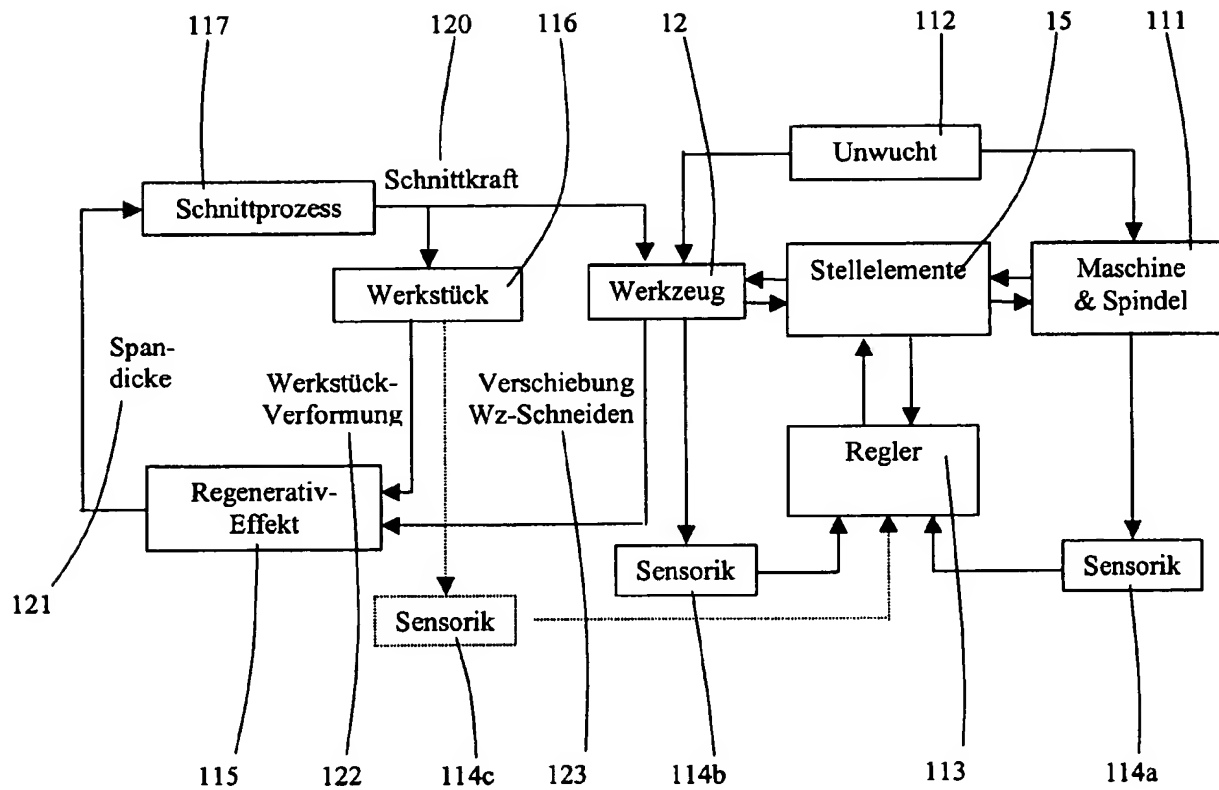 117
120
116
12
112
15
111
Unwucht
Schnittkraft
Schnittprozess
Werkstück
Werkzeug
Stellelemente
Maschine
& Spindel
Span-
dicke
Werkstück-
Verformung
Verschiebung
Wz-Schneiden
Regler
Regenerativ-
Effekt
Sensorik
Sensorik
Sensorik
121
115
122
114c
123
114b
113
114a